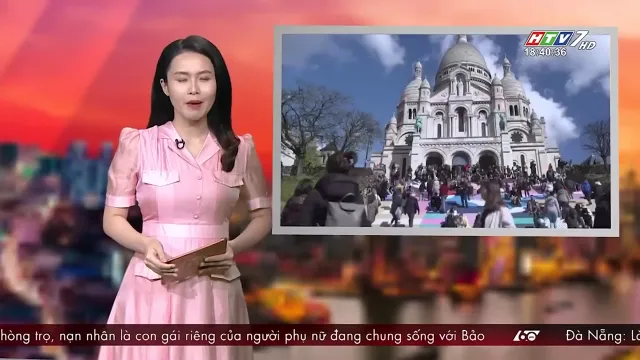 HTV7 HD
18:40:36
hòng trọ, nạn nhân là con gái riêng của người phụ nữ đang chung sống với Bảo 60 Đà Nẵng: L